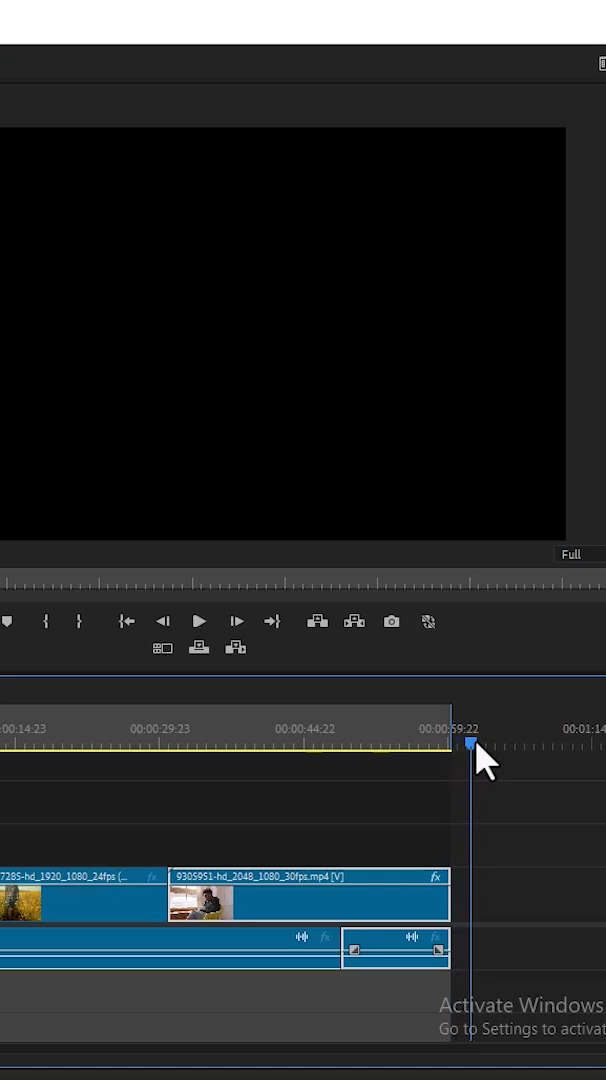 Full
:00:14:23
00:00:29:23
00:00:44:22
00:00:59:22
00:01:14
7285-hd_1920_1080_24fps (...
fx
9305951-hd_2048_1080_30fps.mp4 [V]
fx
fx
fx
Activate Windows
Go to Settings to activat